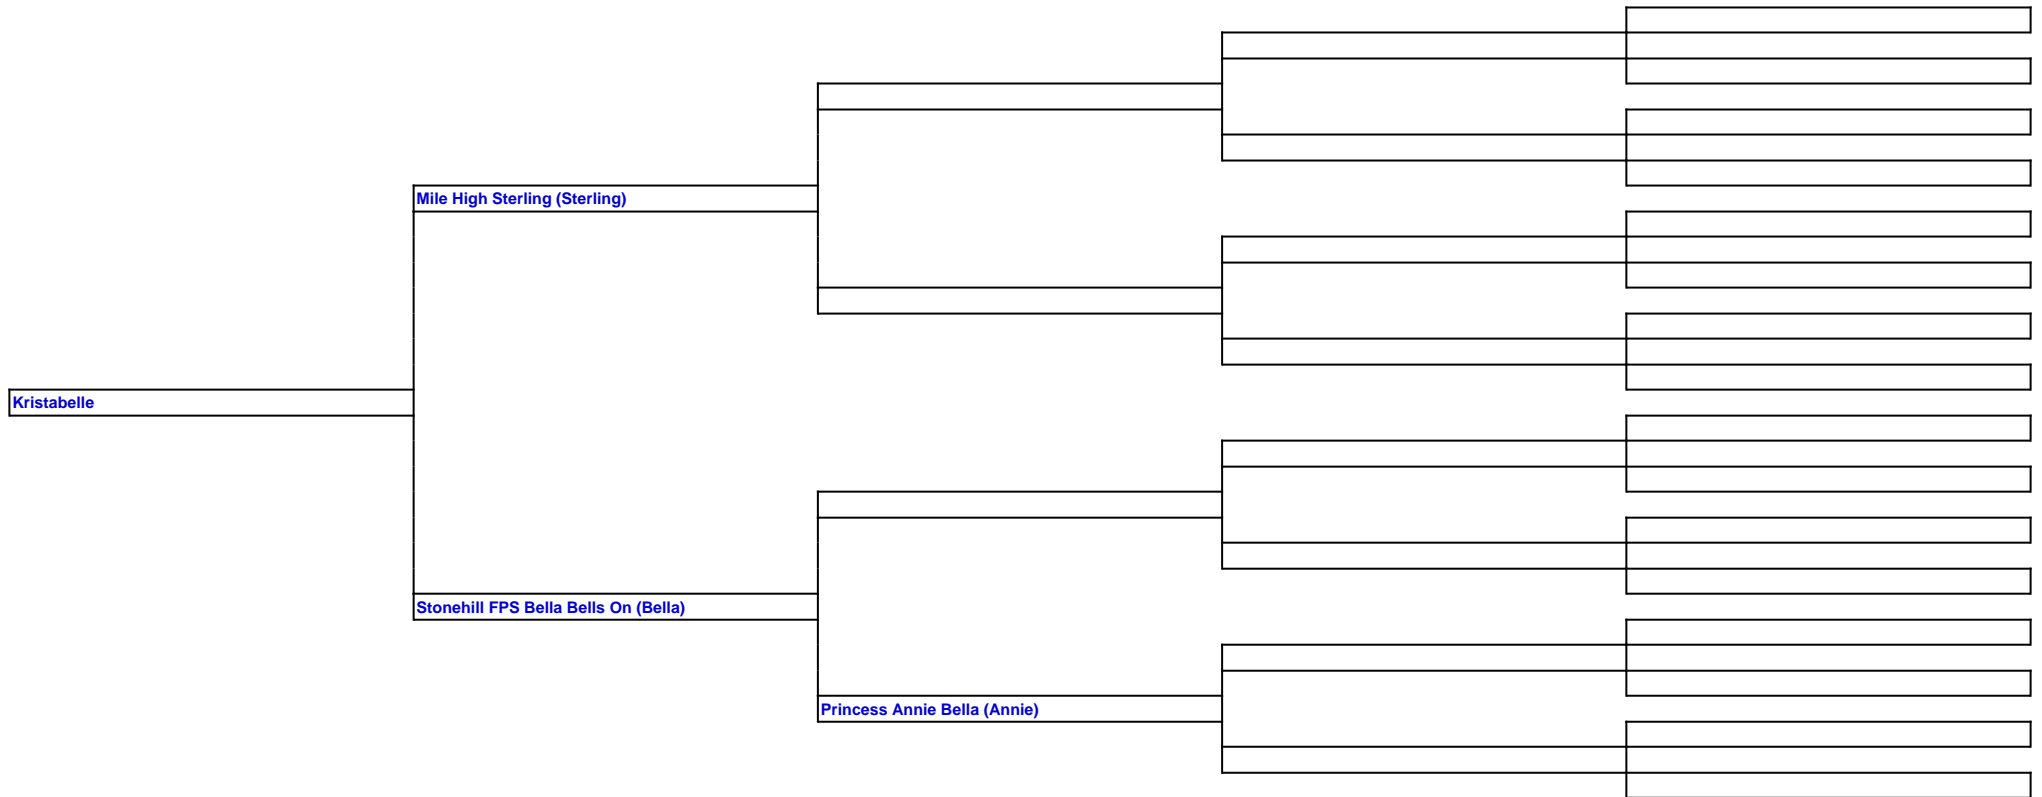 Mile High Sterling (Sterling)
Kristabelle
Stonehill FPS Bella Bells On (Bella)
Princess Annie Bella (Annie)